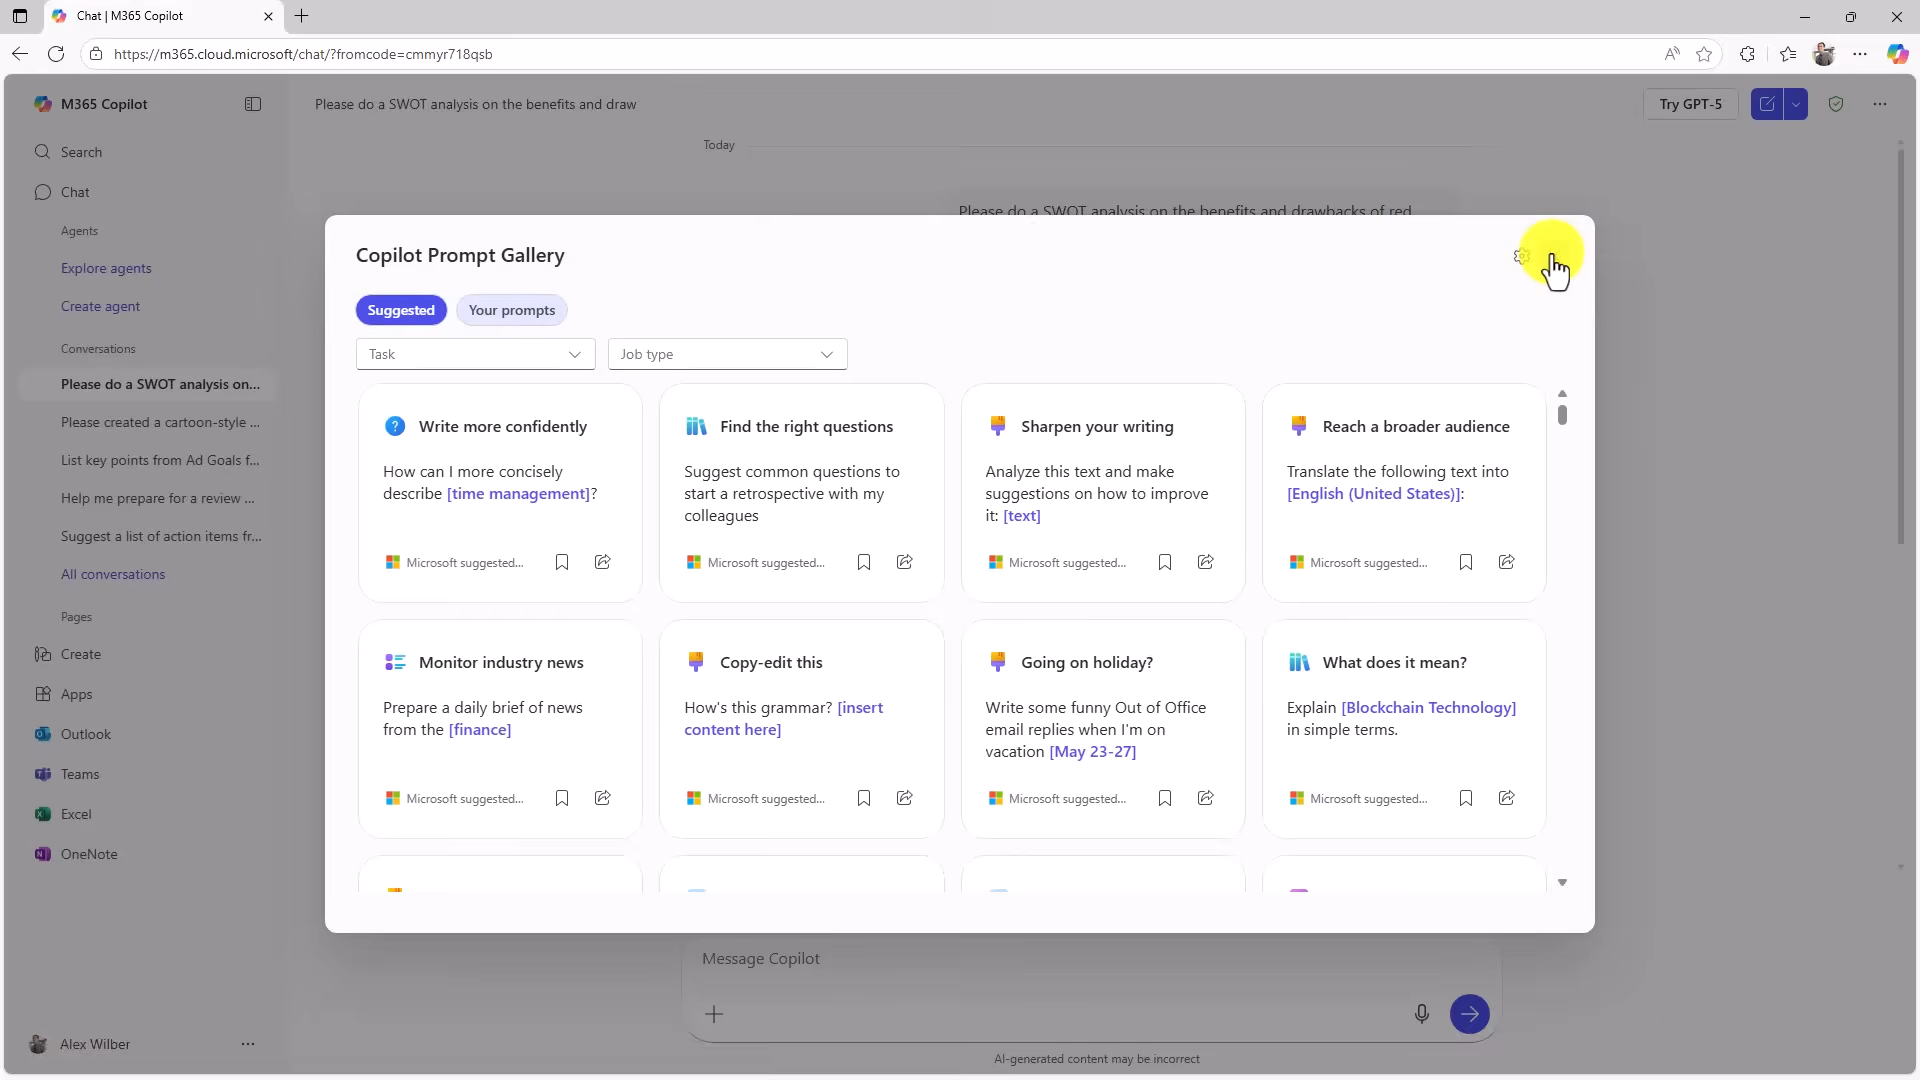 Chat | M365 Copilot
https://m365.cloud.microsoft/chat/?fromcode=cmmyr718qsb
M365 Copilot
Please do a SWOT analysis on the benefits and draw
Try GPT-5
Search
Chat
Agents
Explore agents
Create agent
Conversations
Please do a SWOT analysis on...
Please created a cartoon-style ...
List key points from Ad Goals f...
Help me prepare for a review ...
Suggest a list of action items fr...
All conversations
Pages
Create
Apps
Outlook
Teams
Excel
OneNote
Alex Wilber
Today
Please do a SWOT analysis on the benefits and drawbacks of red
Copilot Prompt Gallery
Suggested
Your prompts
Task
Job type
Write more confidently
How can I more concisely
describe [time management]?
Microsoft suggested...
Find the right questions
Suggest common questions to
start a retrospective with my
colleagues
Microsoft suggested...
Sharpen your writing
Analyze this text and make
suggestions on how to improve
it: [text]
Microsoft suggested...
Reach a broader audience
Translate the following text into
[English (United States)]:
Microsoft suggested...
Monitor industry news
Prepare a daily brief of news
from the [finance]
Microsoft suggested...
Copy-edit this
How's this grammar? [insert
content here]
Microsoft suggested...
Going on holiday?
Write some funny Out of Office
email replies when I'm on
vacation [May 23-27]
Microsoft suggested...
What does it mean?
Explain [Blockchain Technology]
in simple terms.
Microsoft suggested...
Message Copilot
AI-generated content may be incorrect